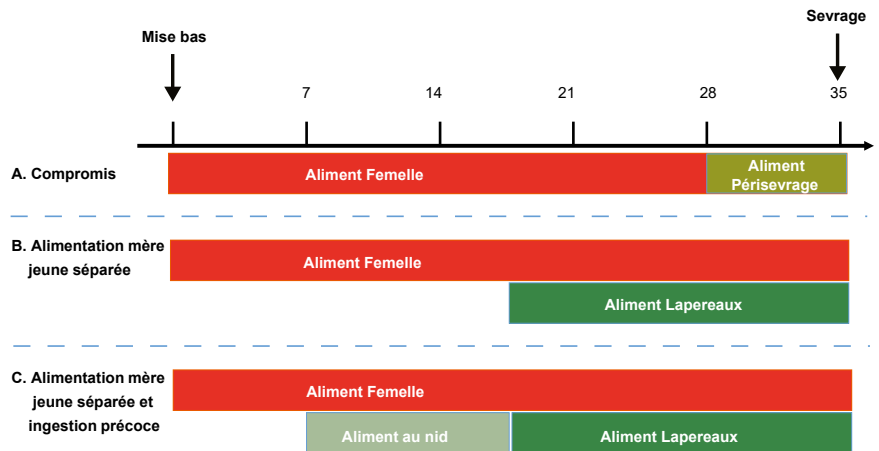 Sevrage
Mise bas
7 14 21 28 35
A. Compromis
Aliment Femelle
Aliment
Périsevrage
B. Alimentation mère
jeune séparée
Aliment Femelle
Aliment Lapereaux
C. Alimentation mère
jeune séparée et
ingestion précoce
Aliment Femelle
Aliment au nid
Aliment Lapereaux